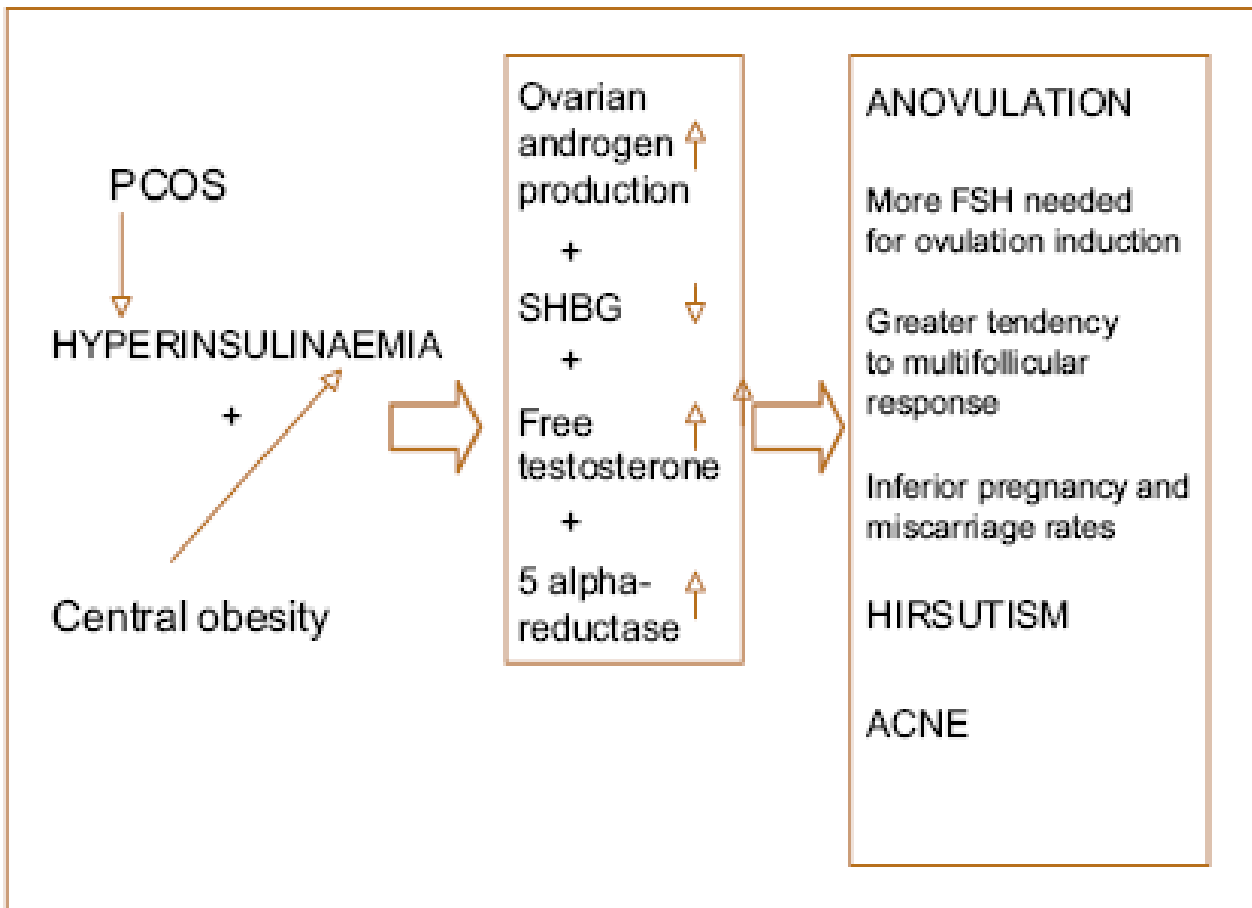 PCOS
HYPERINSULINAEMIA
+
Central obesity
Ovarian
androgen
production
+
SHBG
+
Free
testosterone
+
5 alpha-
reductase
ANOVULATION
More FSH needed
for ovulation induction
Greater tendency
to multifollicular
response
Inferior pregnancy and
miscarriage rates
HIRSUTISM
ACNE